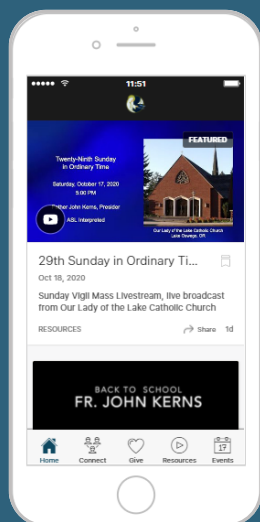 11:51
FEATURED
Twenty-Ninth Sunday
in Ordinary Time
Saturday, October 17, 2020
5:00 PM
Father John Kerns, Presider
ASL Interpreted
Our Lady of the Lake Catholic Church
Lake Oswego, OR
29th Sunday in Ordinary Ti...
Oct 18, 2020
Sunday Vigil Mass Livestream, live broadcast
from Our Lady of the Lake Catholic Church
RESOURCES
Share 1d
BACK TO SCHOOL
FR. JOHN KERNS
Home Connect Give Resources 17 Events